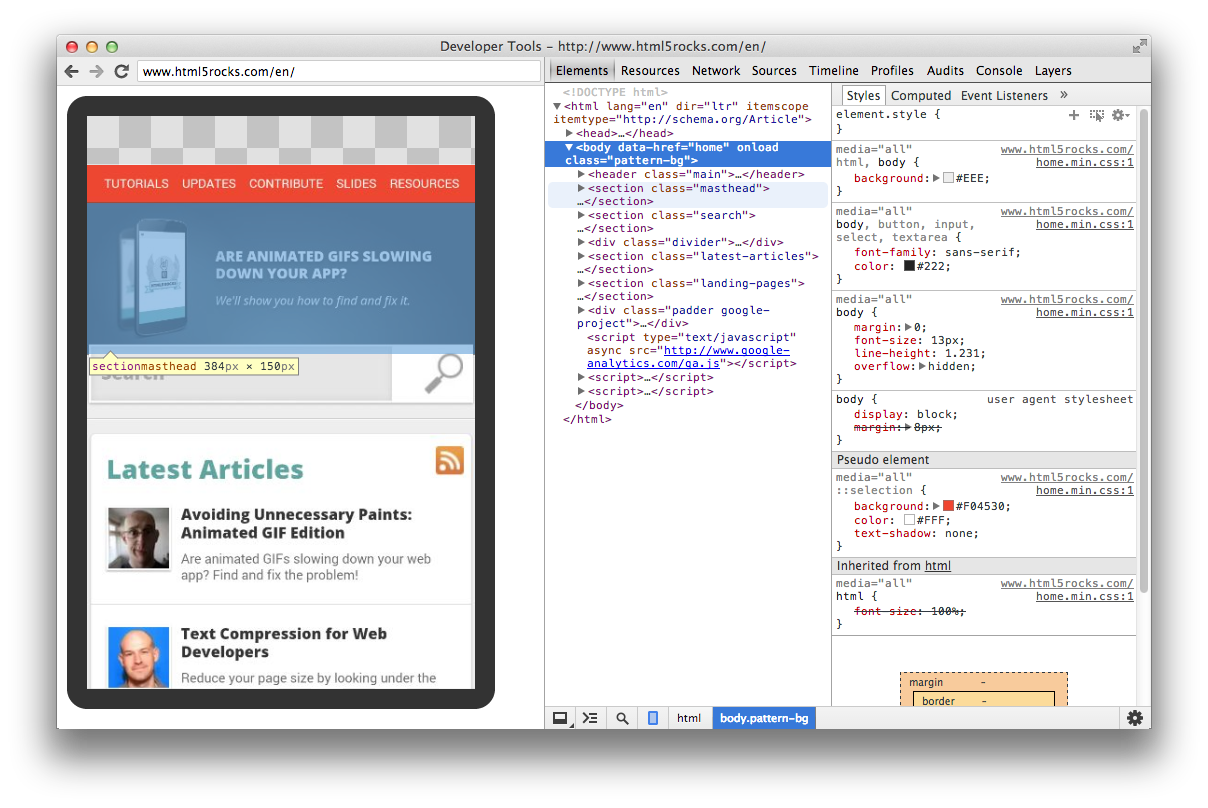 Developer Tools – http://www.html5rocks.com/en/
www.html5rocks.com/en/
TUTORIALS UPDATES CONTRIBUTE SLIDES RESOURCES
ARE ANIMATED GIFS SLOWING
DOWN YOUR APP?
We'll show you how to find and fix it.
sectionmasthead 384px × 150px
Search
Latest Articles
Avoiding Unnecessary Paints:
Animated GIF Edition
Are animated GIFs slowing down your web
app? Find and fix the problem!
Text Compression for Web
Developers
Reduce your page size by looking under the
Elements Resources Network Sources Timeline Profiles Audits Console Layers
<!DOCTYPE html>
▼<html lang="en" dir="ltr" itemscope
itemtype="http://schema.org/Article">
▶<head>…</head>
▼<body data-href="home" onload
class="pattern-bg">
▶<header class="main">…</header>
▶<section class="masthead">
…</section>
▶<section class="search">
…</section>
▶<div class="divider">…</div>
▶<section class="latest-articles">
…</section>
▶<section class="landing-pages">
…</section>
▶<div class="padder google-
project">…</div>
<script type="text/javascript"
async src="http://www.google-
analytics.com/ga.js"></script>
▶<script>…</script>
▶<script>…</script>
</body>
</html>
html body.pattern-bg
Styles Computed Event Listeners »
element.style {
}
media="all" www.html5rocks.com/
html, body { home.min.css:1
background:▶#EEE;
}
media="all" www.html5rocks.com/
body, button, input, home.min.css:1
select, textarea {
font-family: sans-serif;
color: #222;
}
media="all" www.html5rocks.com/
body { home.min.css:1
margin:▶0;
font-size: 13px;
line-height: 1.231;
overflow:▶hidden;
}
body { user agent stylesheet
display: block;
margin:▶8px;
}
Pseudo element
media="all" www.html5rocks.com/
::selection { home.min.css:1
background:▶#F04530;
color: #FFF;
text-shadow: none;
}
Inherited from html
media="all" www.html5rocks.com/
html { home.min.css:1
font-size: 100%;
}
margin –
border –